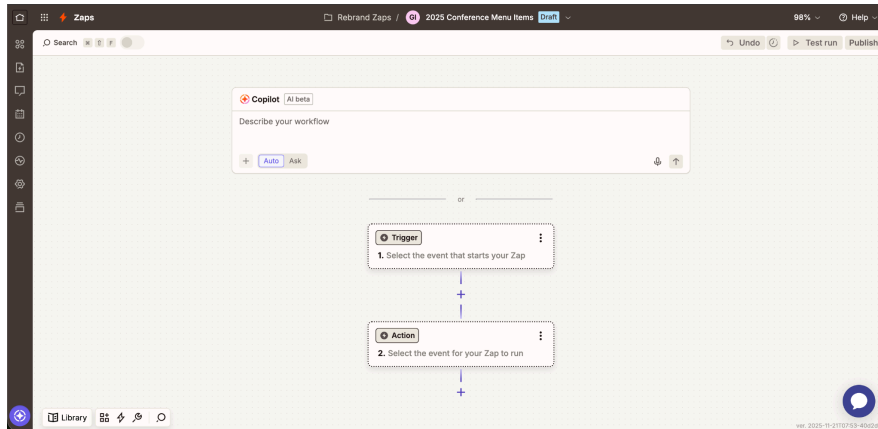 Zaps
Rebrand Zaps / GI 2025 Conference Menu Items Draft
98%
Help
Search ⌘ ⇧ F
Undo
Test run
Publish
Copilot AI beta
Describe your workflow
Auto Ask
or
Trigger
1. Select the event that starts your Zap
Action
2. Select the event for your Zap to run
Library